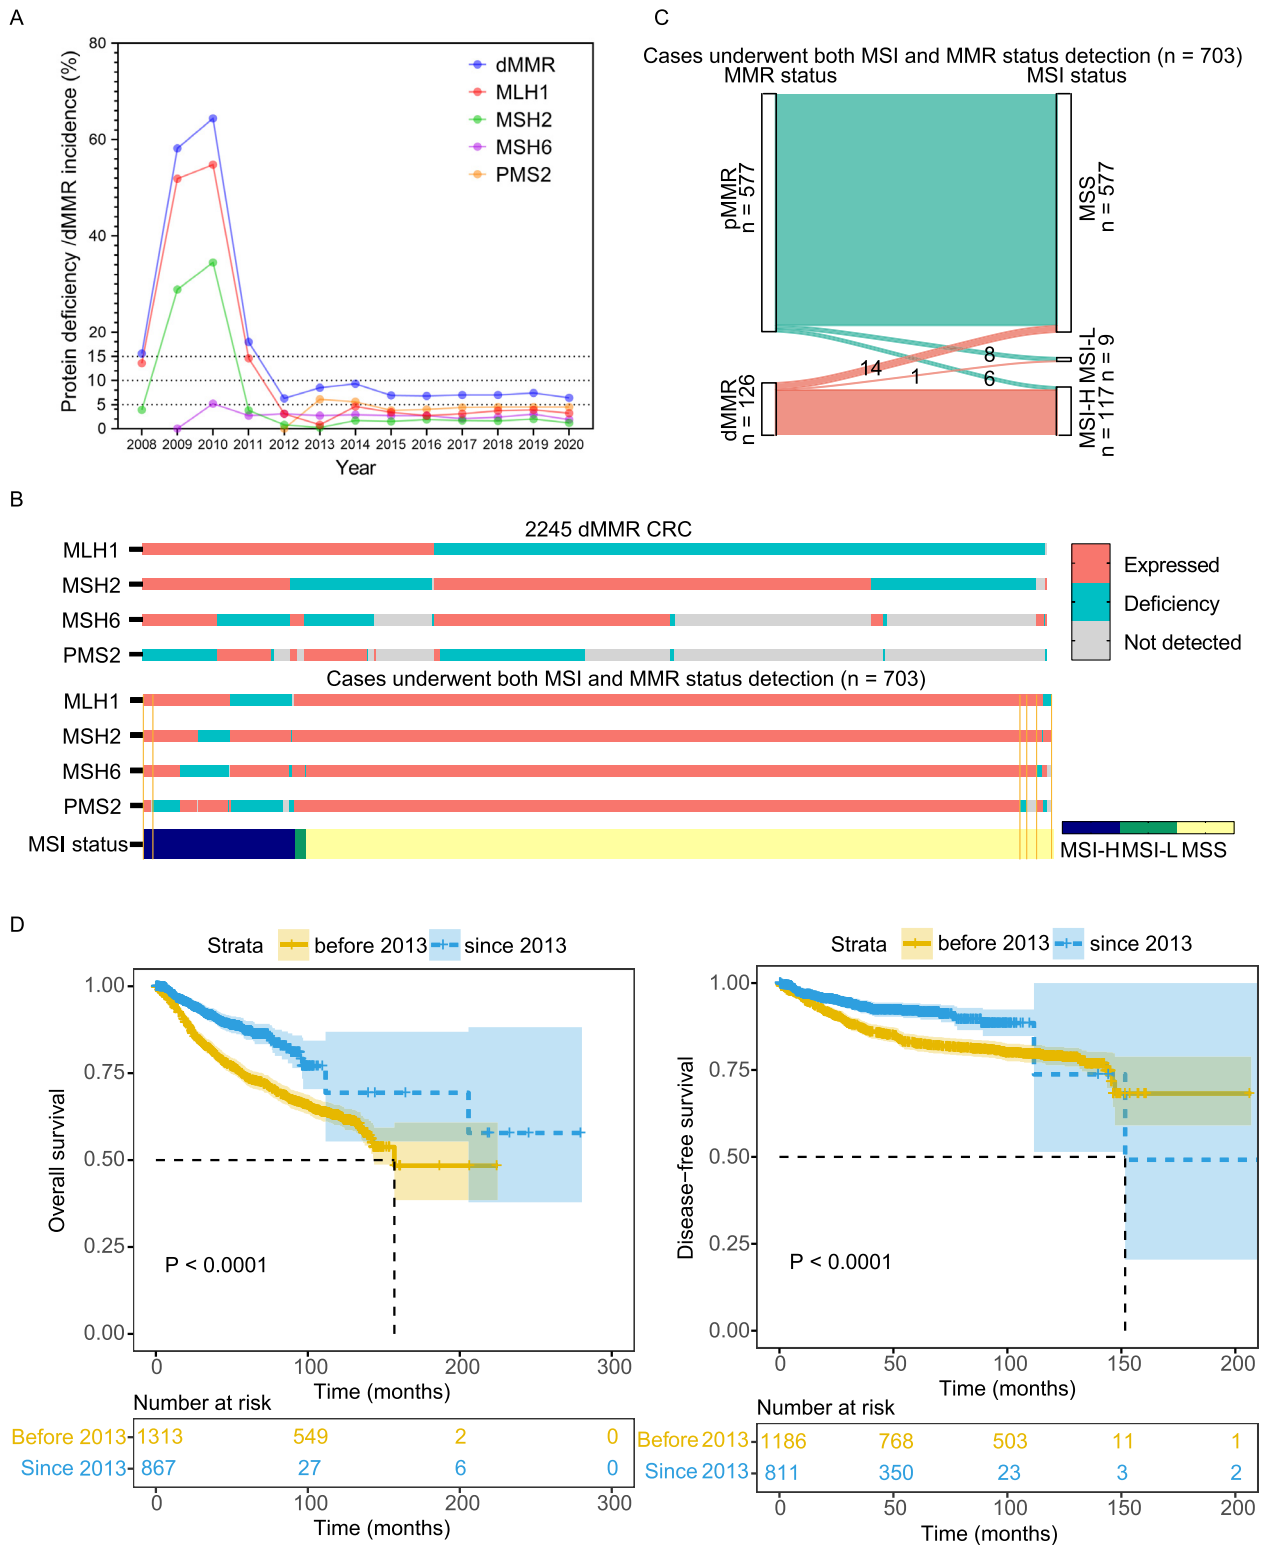 A
80
60
40
20
15
10
5
0
Protein deficiency /dMMR incidence (%)
2008 2009 2010 2011 2012 2013 2014 2015 2016 2017 2018 2019 2020
Year
dMMR
MLH1
MSH2
MSH6
PMS2
C
Cases underwent both MSI and MMR status detection (n = 703)
MMR status MSI status
pMMR
n = 577
dMMR
n = 126
14
8
1
6
MSS
n = 577
MSI-L
n = 9
MSI-H
n = 117
B
2245 dMMR CRC
MLH1
MSH2
MSH6
PMS2
Expressed
Deficiency
Not detected
Cases underwent both MSI and MMR status detection (n = 703)
MLH1
MSH2
MSH6
PMS2
MSI status
MSI-H MSI-L MSS
D
Strata before 2013 since 2013
1.00
0.75
0.50
0.25
0.00
Overall survival
P < 0.0001
0 100 200 300
Time (months)
Number at risk
Before 2013 1313 549 2 0
Since 2013 867 27 6 0
0 100 200 300
Time (months)
Strata before 2013 since 2013
1.00
0.75
0.50
0.25
0.00
Disease−free survival
P < 0.0001
0 50 100 150 200
Time (months)
Number at risk
Before 2013 1186 768 503 11 1
Since 2013 811 350 23 3 2
0 50 100 150 200
Time (months)